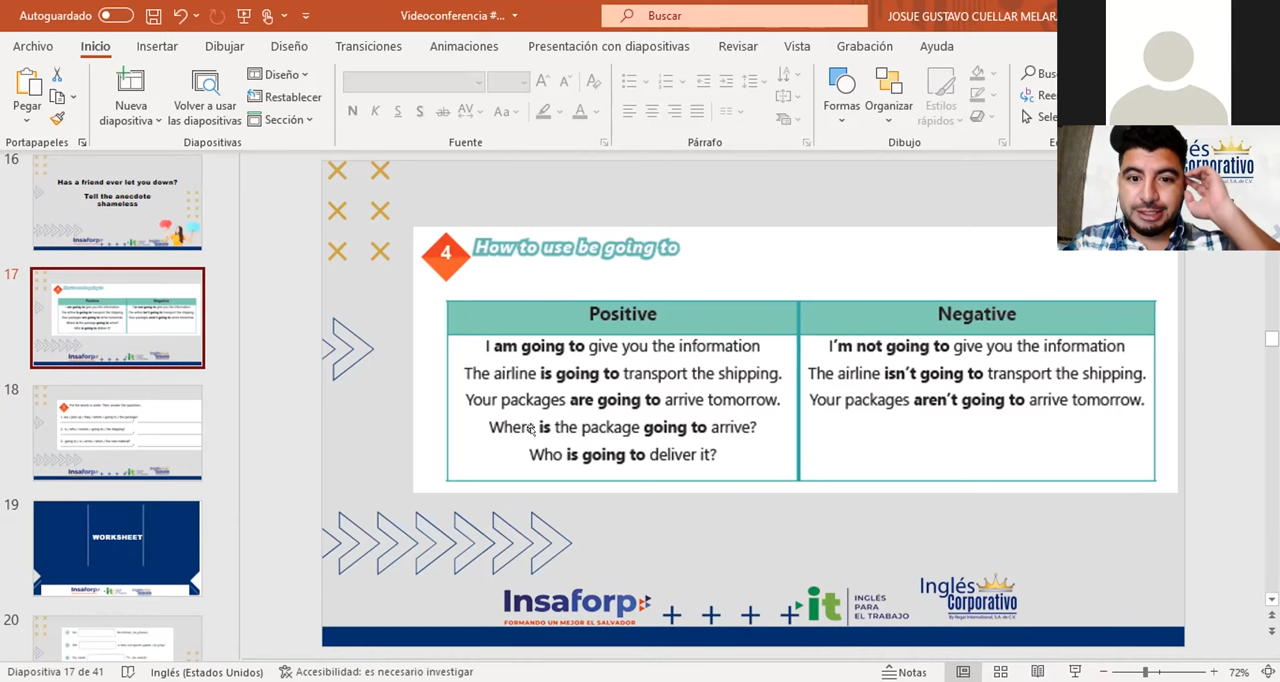 Autoguardado
Videoconferencia #...
Buscar
JOSUE GUSTAVO CUELLAR MELAR
Archivo Inicio Insertar Dibujar Diseño Transiciones Animaciones Presentación con diapositivas Revisar Vista Grabación Ayuda
Pegar
Nueva
diapositiva
Volver a usar
las diapositivas
Diseño
Restablecer
Sección
N K S S ab AV Aa A
Formas
Organizar
Estilos
rápidos
Portapapeles
Diapositivas
Fuente
Párrafo
Dibujo
16
Has a friend ever let you down?
Tell the anecdote
shameless
Insaforp
17
18
19
WORKSHEET
Insaforp
20
4
How to use be going to
Positive Negative
I am going to give you the information I'm not going to give you the information
The airline is going to transport the shipping. The airline isn't going to transport the shipping.
Your packages are going to arrive tomorrow. Your packages aren't going to arrive tomorrow.
Where is the package going to arrive?
Who is going to deliver it?
Insaforp
FORMANDO UN MEJOR EL SALVADOR
it
INGLÉS
PARA
EL TRABAJO
Inglés
Corporativo
By Regal International, S.A. de C.V.
Diapositiva 17 de 41
Inglés (Estados Unidos)
Accesibilidad: es necesario investigar
Notas
72%